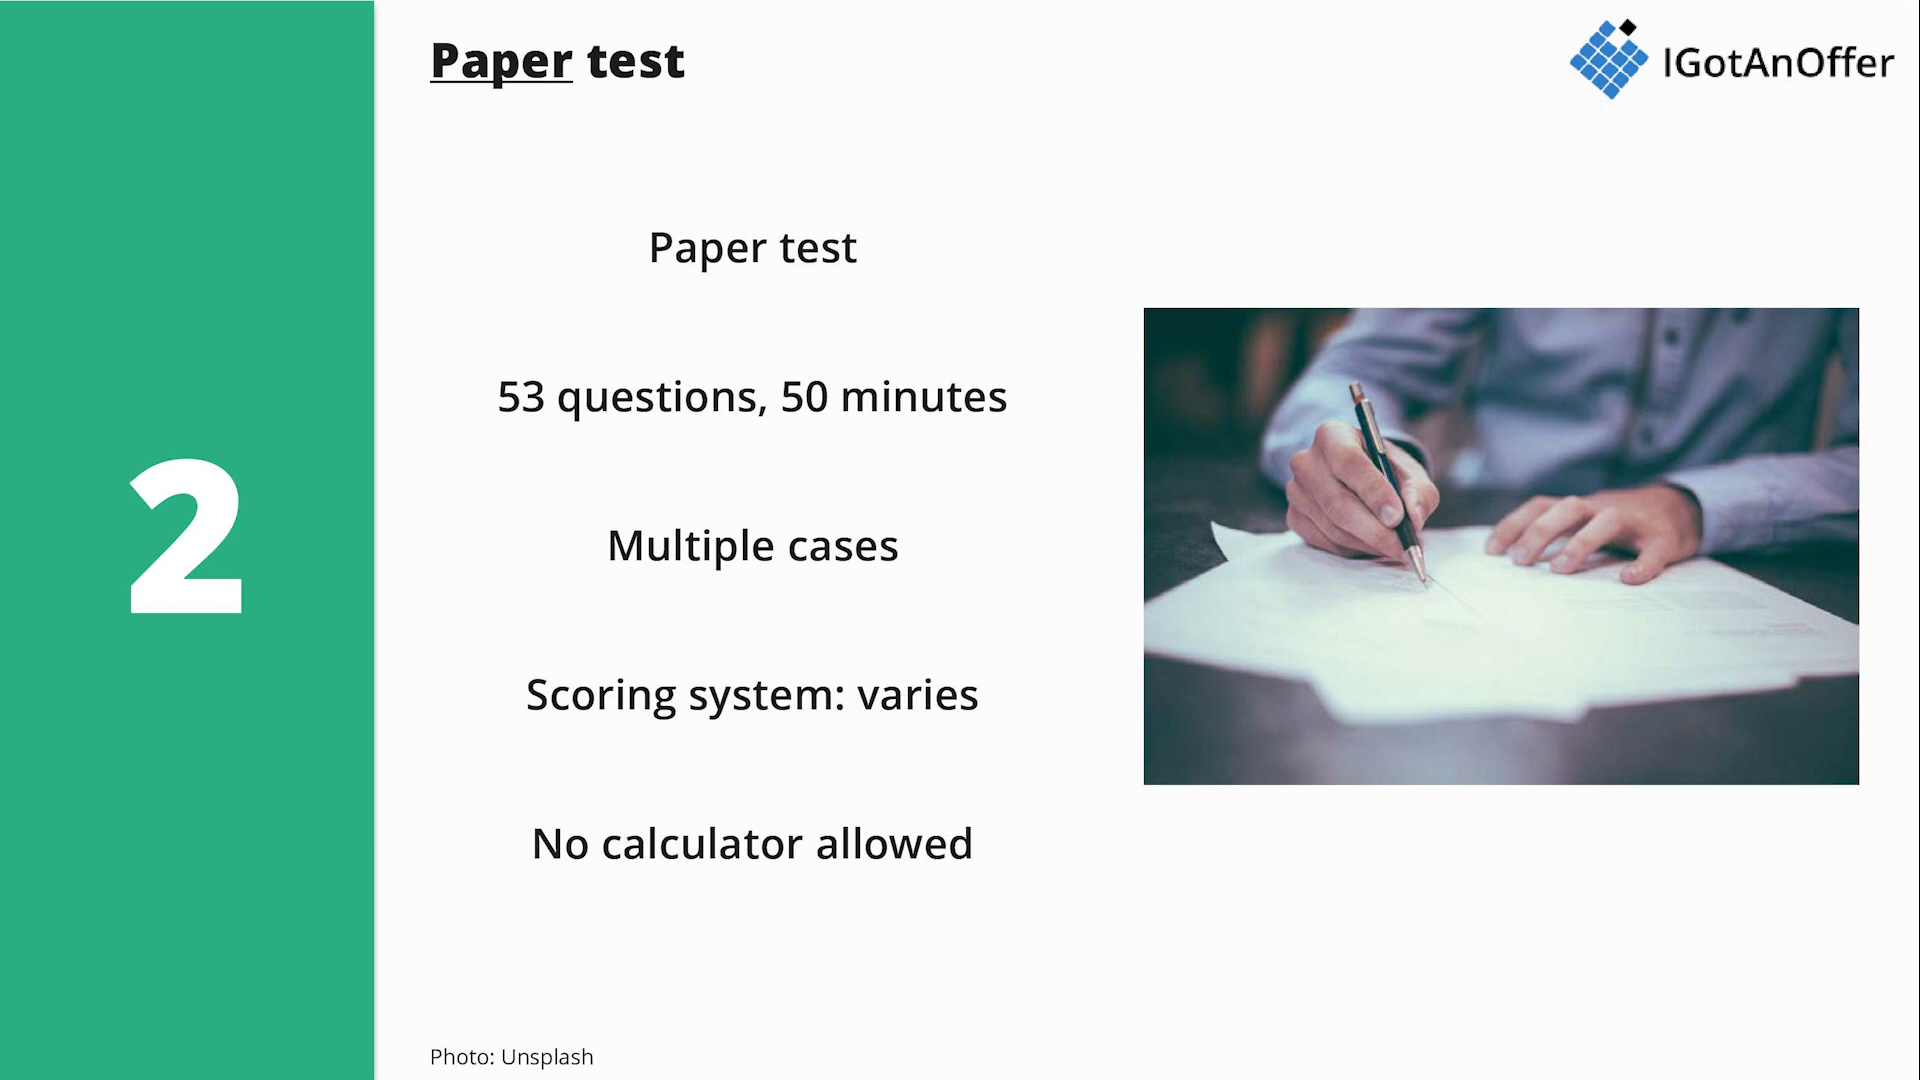 Paper test
IGotAnOffer
Paper test
53 questions, 50 minutes
Multiple cases
Scoring system: varies
No calculator allowed
2
Photo: Unsplash